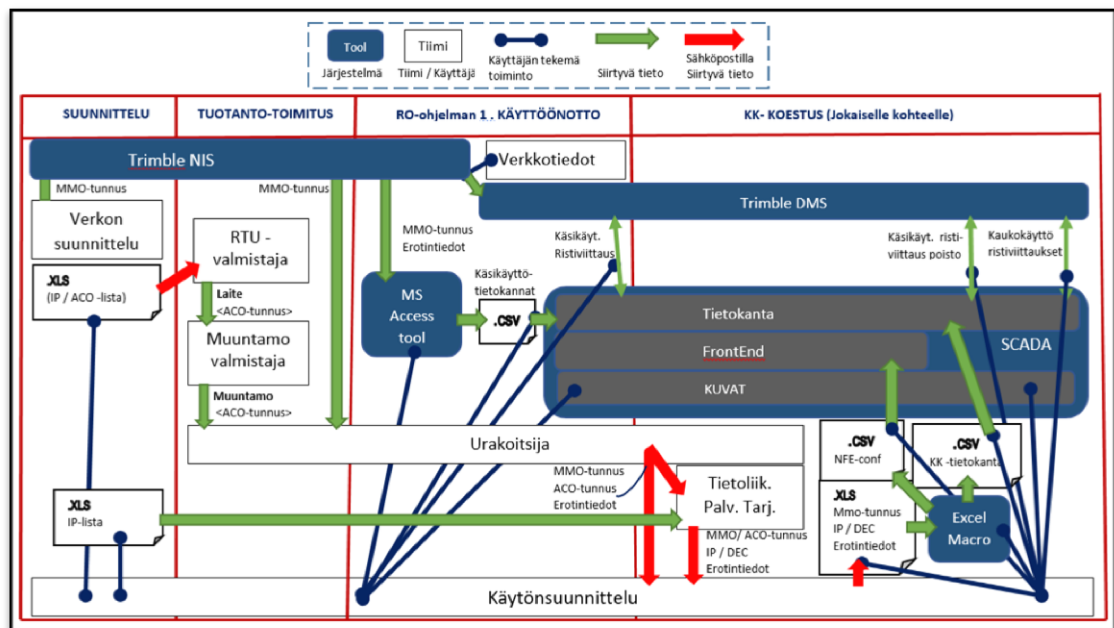 Tool
Järjestelmä
Tiimi
Tiimi / Käyttäjä
Käyttäjän tekemä
toiminto
Siirtyvä tieto
Sähköpostilla
Siirtyvä tieto
SUUNNITTELU
TUOTANTO-TOIMITUS
RO-ohjelman 1 . KÄYTTÖÖNOTTO
KK- KOESTUS (Jokaiselle kohteelle)
Trimble NIS
Verkkotiedot
MMO-tunnus
MMO-tunnus
Trimble DMS
Verkon
suunnittelu
RTU -
valmistaja
MMO-tunnus
Erotintiedot
Käsikäyt.
Ristiviittaus
Käsikäyt. risti-
viittaus poisto
Kaukokäyttö
ristiviittaukset
.XLS
(IP / ACO -lista)
Laite
<ACO-tunnus>
MS
Access
tool
Käsikäyttö-
tietokannat
.CSV
Tietokanta
FrontEnd
SCADA
KUVAT
Muuntamo
valmistaja
Muuntamo
<ACO-tunnus>
Urakoitsija
.CSV
NFE-conf
.CSV
KK -tietokanta
MMO-tunnus
ACO-tunnus
Erotintiedot
Tietoliik.
Palv. Tarj.
.XLS
Mmo-tunnus
IP / DEC
Erotintiedot
Excel
Macro
.XLS
IP-lista
MMO/ ACO-tunnus
IP / DEC
Erotintiedot
Käytönsuunnittelu